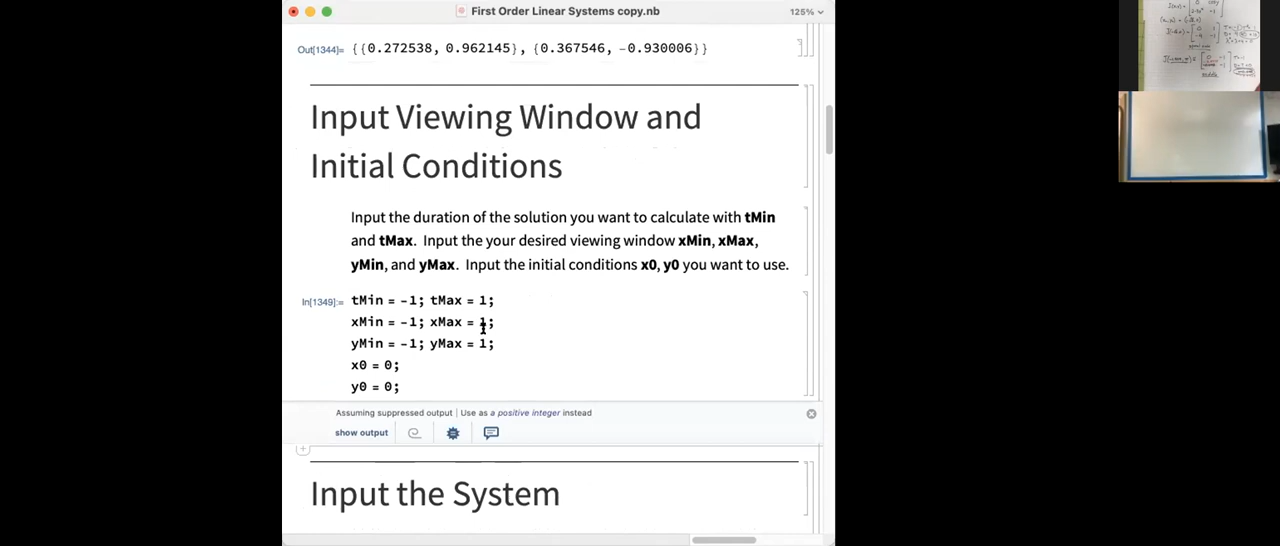 First Order Linear Systems copy.nb
125%
Out[1344]= {{0.272538, 0.962145}, {0.367546, -0.930006}}
Input Viewing Window and
Initial Conditions
Input the duration of the solution you want to calculate with tMin
and tMax. Input the your desired viewing window xMin, xMax,
yMin, and yMax. Input the initial conditions x0, y0 you want to use.
In[1349]:= tMin = -1; tMax = 1;
xMin = -1; xMax = 1;
yMin = -1; yMax = 1;
x0 = 0;
y0 = 0;
Assuming suppressed output | Use as a positive integer instead
show output
Input the System